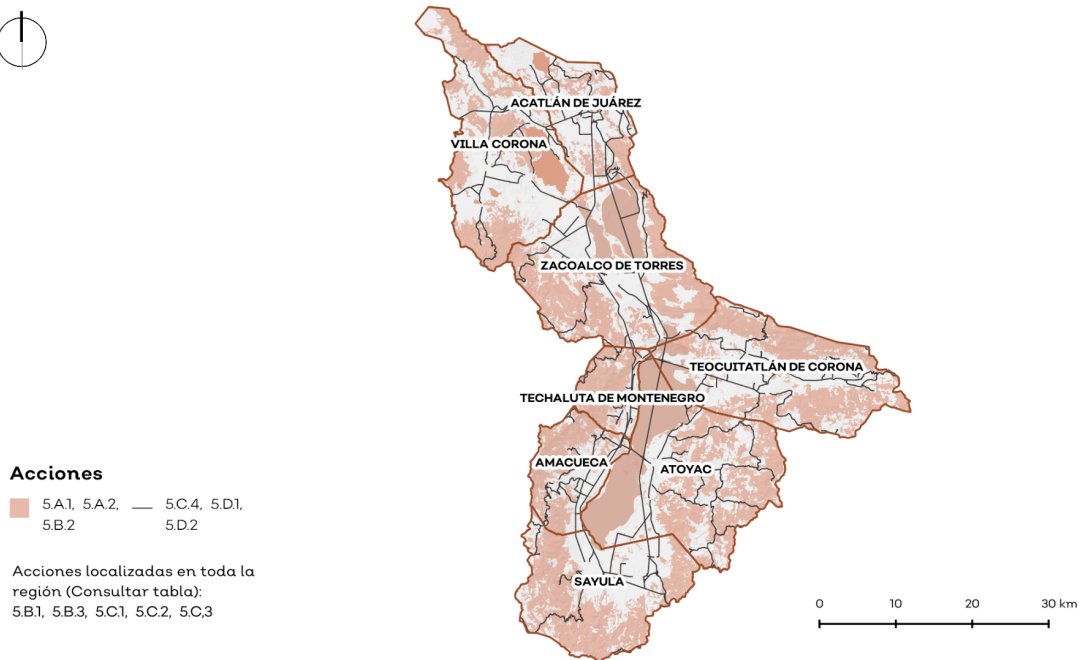 ACATLÁN DE JUÁREZ
VILLA CORONA
ZACOALCO DE TORRES
TEOCUITATLÁN DE CORONA
TECHALUTA DE MONTENEGRO
AMACUECA
ATOYAC
SAYULA
Acciones
5.A.1, 5.A.2,
5.B.2
5.C.4, 5.D.1,
5.D.2
Acciones localizadas en toda la
región (Consultar tabla):
5.B.1, 5.B.3, 5.C.1, 5.C.2, 5.C,3
0 10 20 30 km